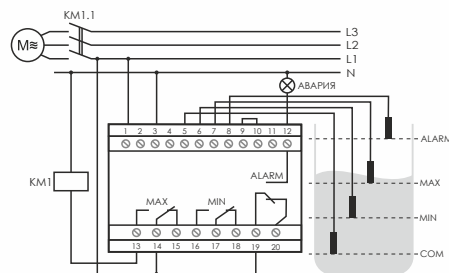 KM1.1
L3
M≋
L2
L1
N
АВАРИЯ
1 2 3 4 5 6 7 8 9 10 11 12
ALARM
ALARM
KM1
MAX
MAX MIN
MIN
13 14 15 16 17 18 19 20
COM